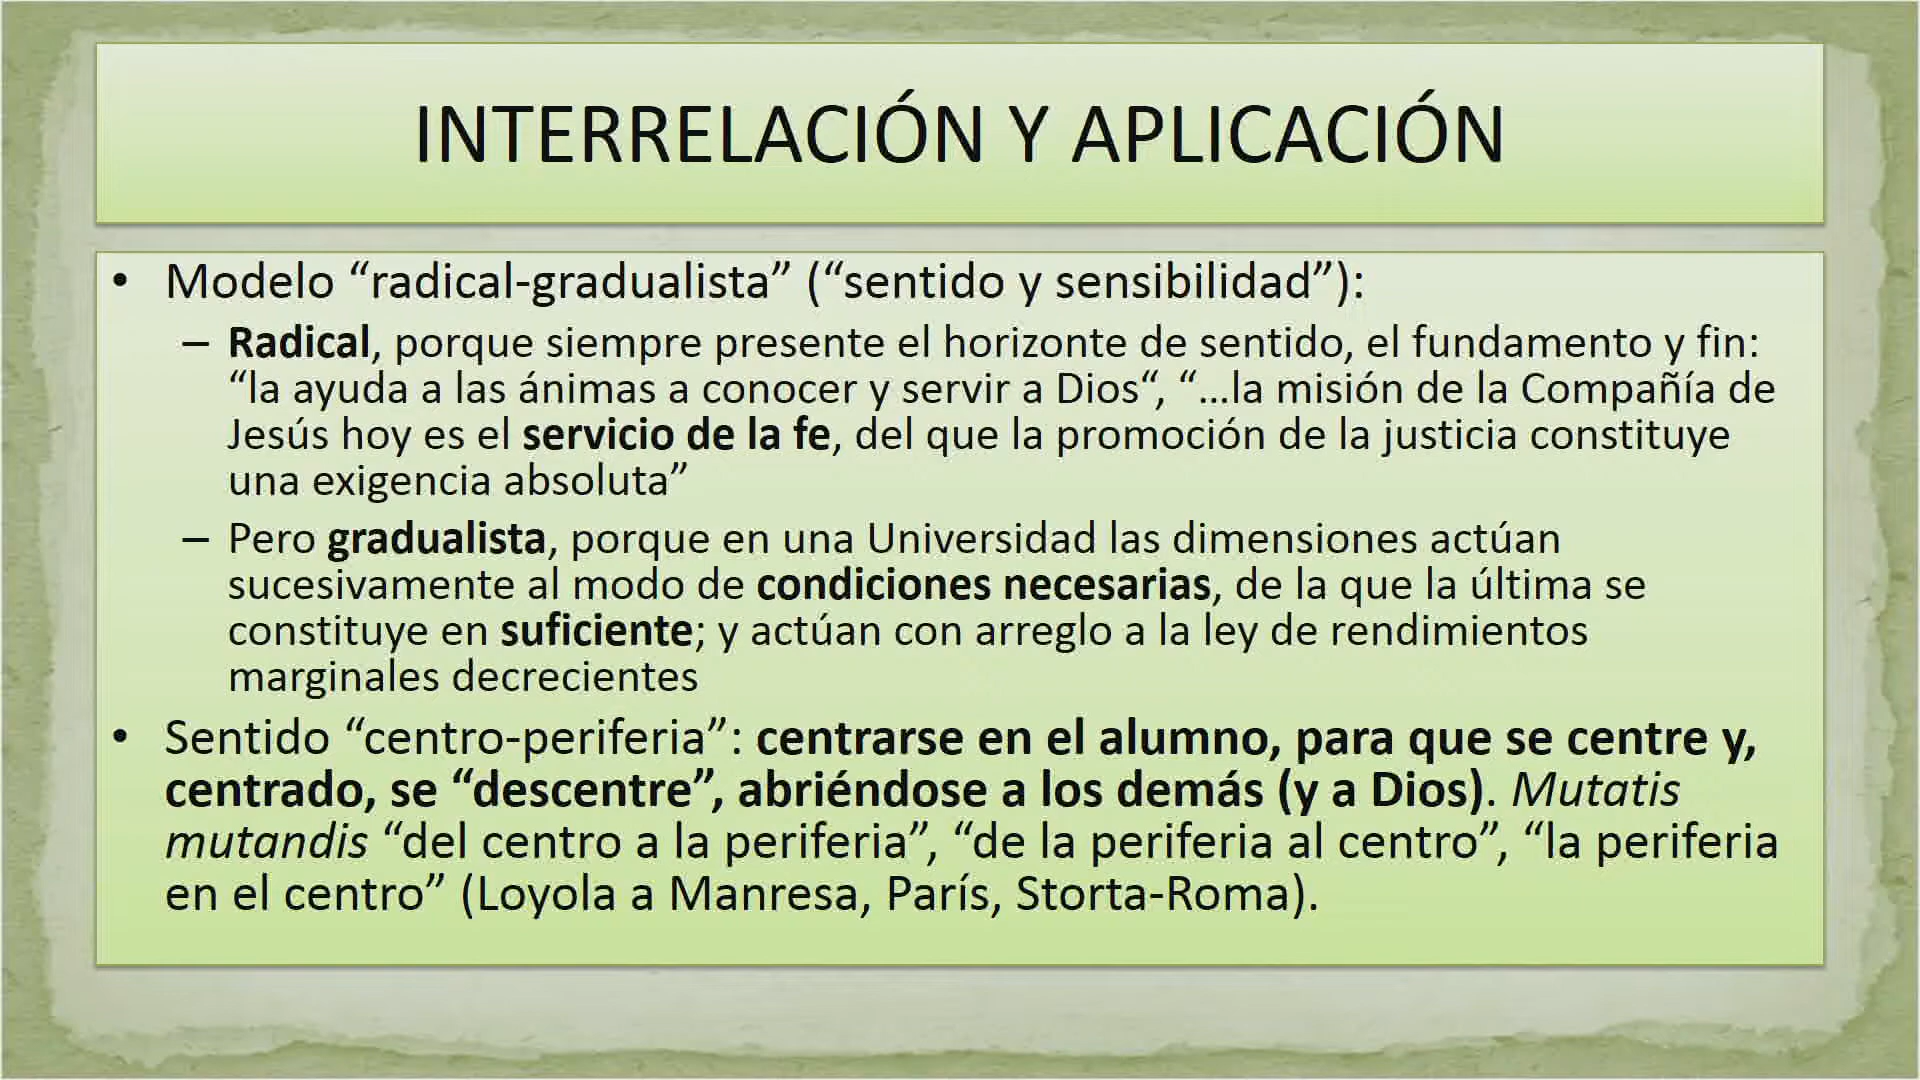 INTERRELACIÓN Y APLICACIÓN
• Modelo “radical-gradualista” (“sentido y sensibilidad”):
– Radical, porque siempre presente el horizonte de sentido, el fundamento y fin:
“la ayuda a las ánimas a conocer y servir a Dios“, “...la misión de la Compañía de
Jesús hoy es el servicio de la fe, del que la promoción de la justicia constituye
una exigencia absoluta”
– Pero gradualista, porque en una Universidad las dimensiones actúan
sucesivamente al modo de condiciones necesarias, de la que la última se
constituye en suficiente; y actúan con arreglo a la ley de rendimientos
marginales decrecientes
• Sentido “centro-periferia”: centrarse en el alumno, para que se centre y,
centrado, se “descentre”, abriéndose a los demás (y a Dios). Mutatis
mutandis “del centro a la periferia”, “de la periferia al centro”, “la periferia
en el centro” (Loyola a Manresa, París, Storta-Roma).